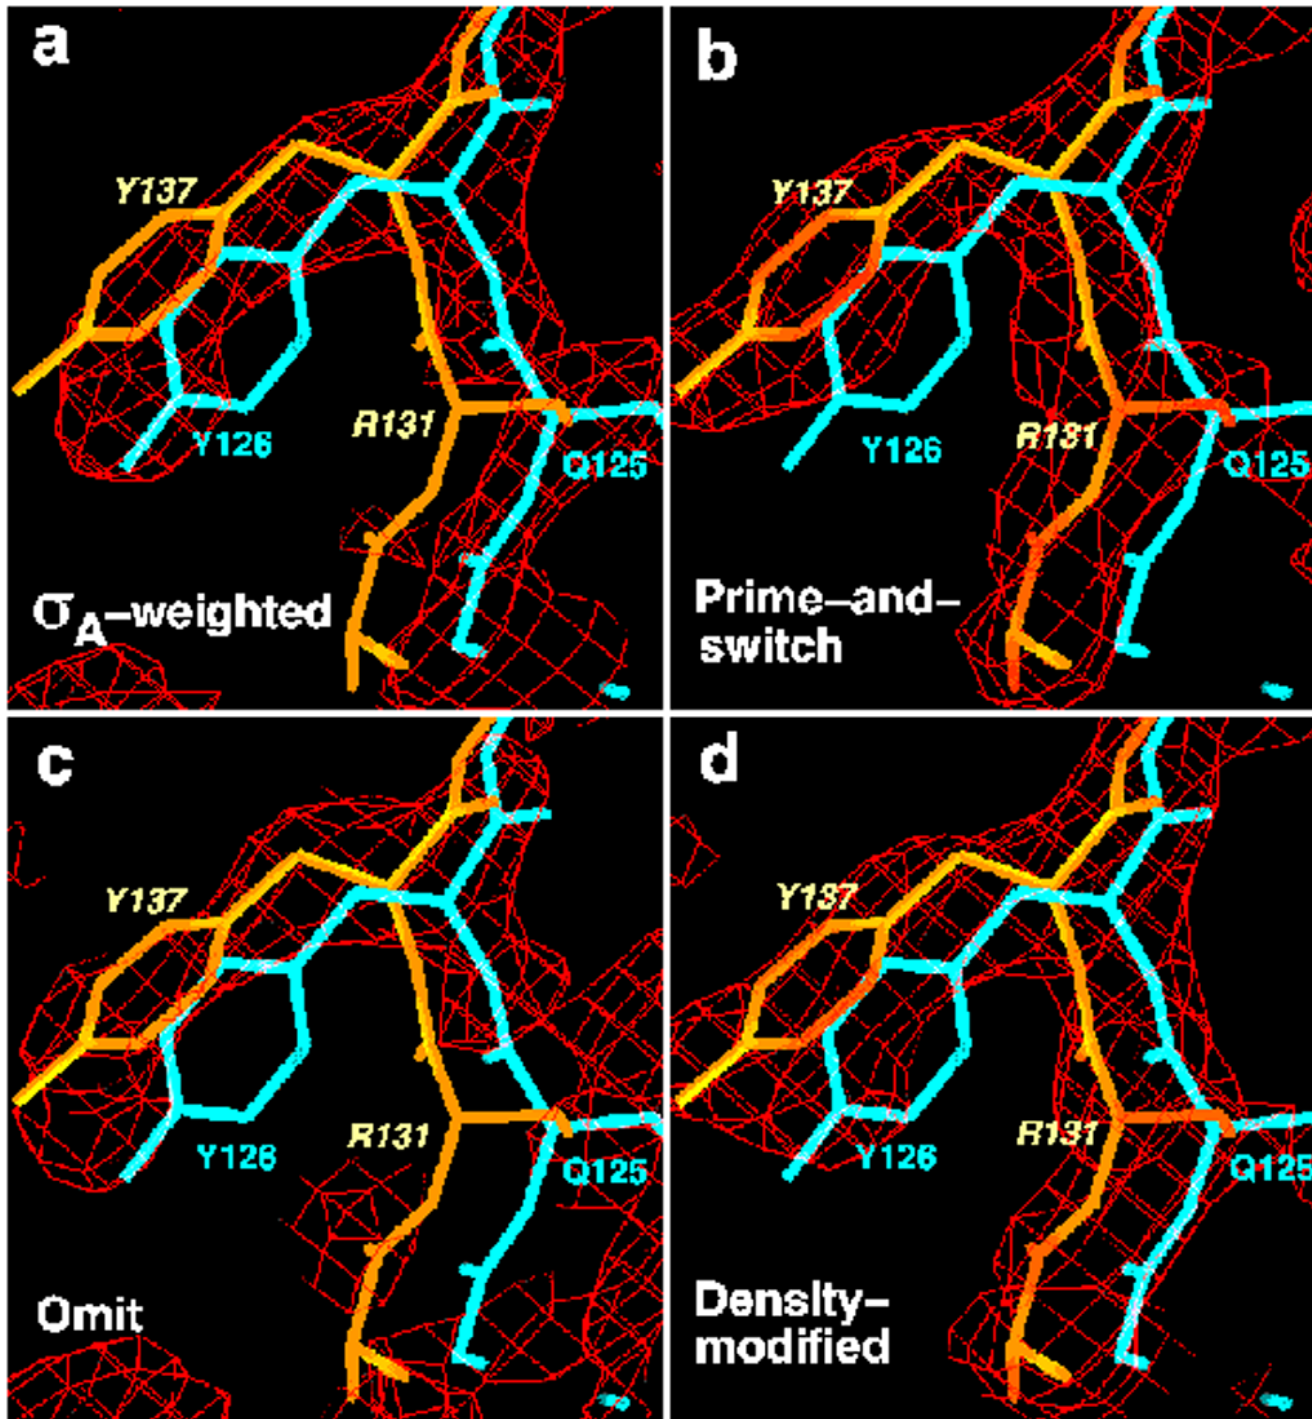 a
Y137
R131
Y126
Q125
σA–weighted
b
Y137
R131
Y126
Q125
Prime–and–
switch
c
Y137
R131
Y126
Q125
Omit
d
Y137
R131
Y126
Q125
Density–
modified